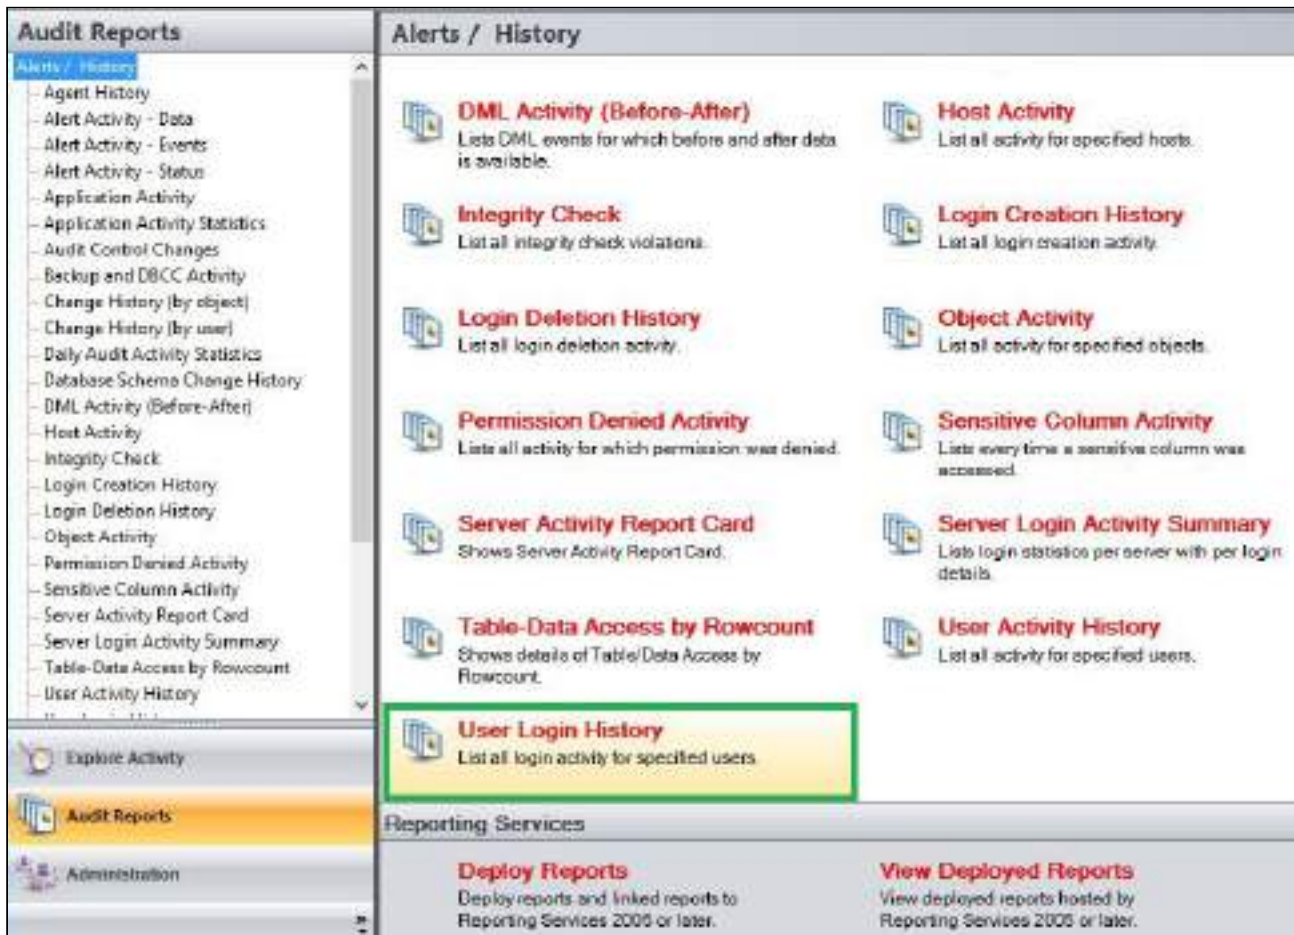 Audit Reports
Alerts / History
Agent History
Alert Activity - Data
Alert Activity - Events
Alert Activity - Status
Application Activity
Application Activity Statistics
Audit Control Changes
Backup and DBCC Activity
Change History (by object)
Change History (by user)
Daily Audit Activity Statistics
Database Schema Change History
DML Activity (Before-After)
Host Activity
Integrity Check
Login Creation History
Login Deletion History
Object Activity
Permission Denied Activity
Sensitive Column Activity
Server Activity Report Card
Server Login Activity Summary
Table-Data Access by Rowcount
User Activity History
Explore Activity
Audit Reports
Administration
Alerts / History
DML Activity (Before-After)
Lists DML events for which before and after data
is available.
Host Activity
List all activity for specified hosts.
Integrity Check
List all integrity check violations.
Login Creation History
List all login creation activity.
Login Deletion History
List all login deletion activity.
Object Activity
List all activity for specified objects.
Permission Denied Activity
Lists all activity for which permission was denied.
Sensitive Column Activity
Lists every time a sensitive column was
accessed.
Server Activity Report Card
Shows Server Activity Report Card.
Server Login Activity Summary
Lists login statistics per server with per login
details.
Table-Data Access by Rowcount
Shows details of Table/Data Access by
Rowcount.
User Activity History
List all activity for specified users.
User Login History
List all login activity for specified users.
Reporting Services
Deploy Reports
Deploy reports and linked reports to
Reporting Services 2005 or later.
View Deployed Reports
View deployed reports hosted by
Reporting Services 2005 or later.